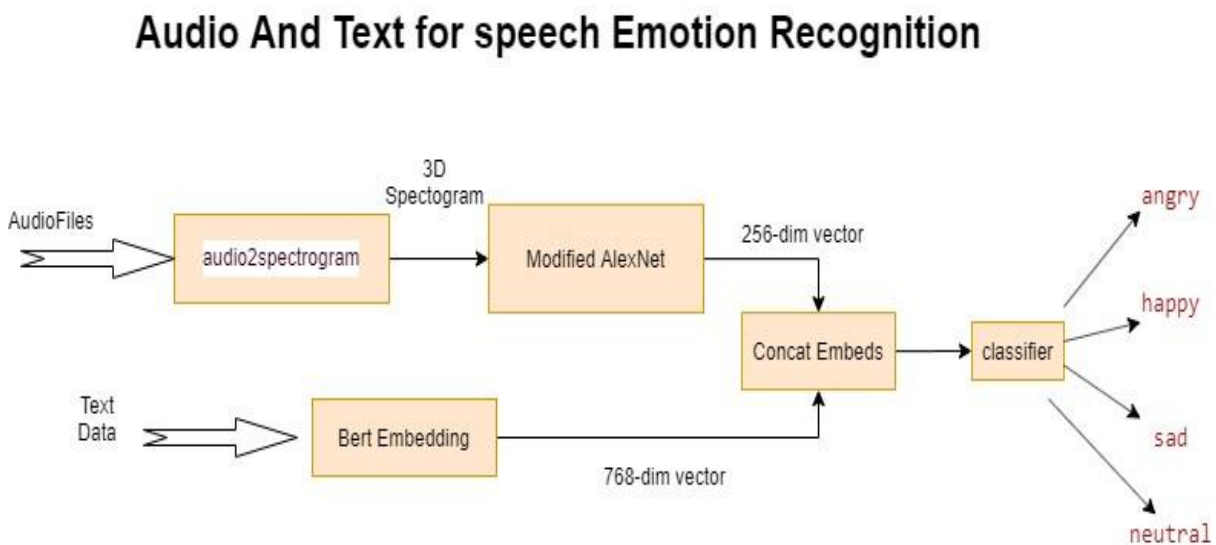 Audio And Text for speech Emotion Recognition
3D
Spectogram
AudioFiles
audio2spectrogram
Modified AlexNet
256-dim vector
Concat Embeds
classifier
angry
happy
sad
neutral
Text
Data
Bert Embedding
768-dim vector